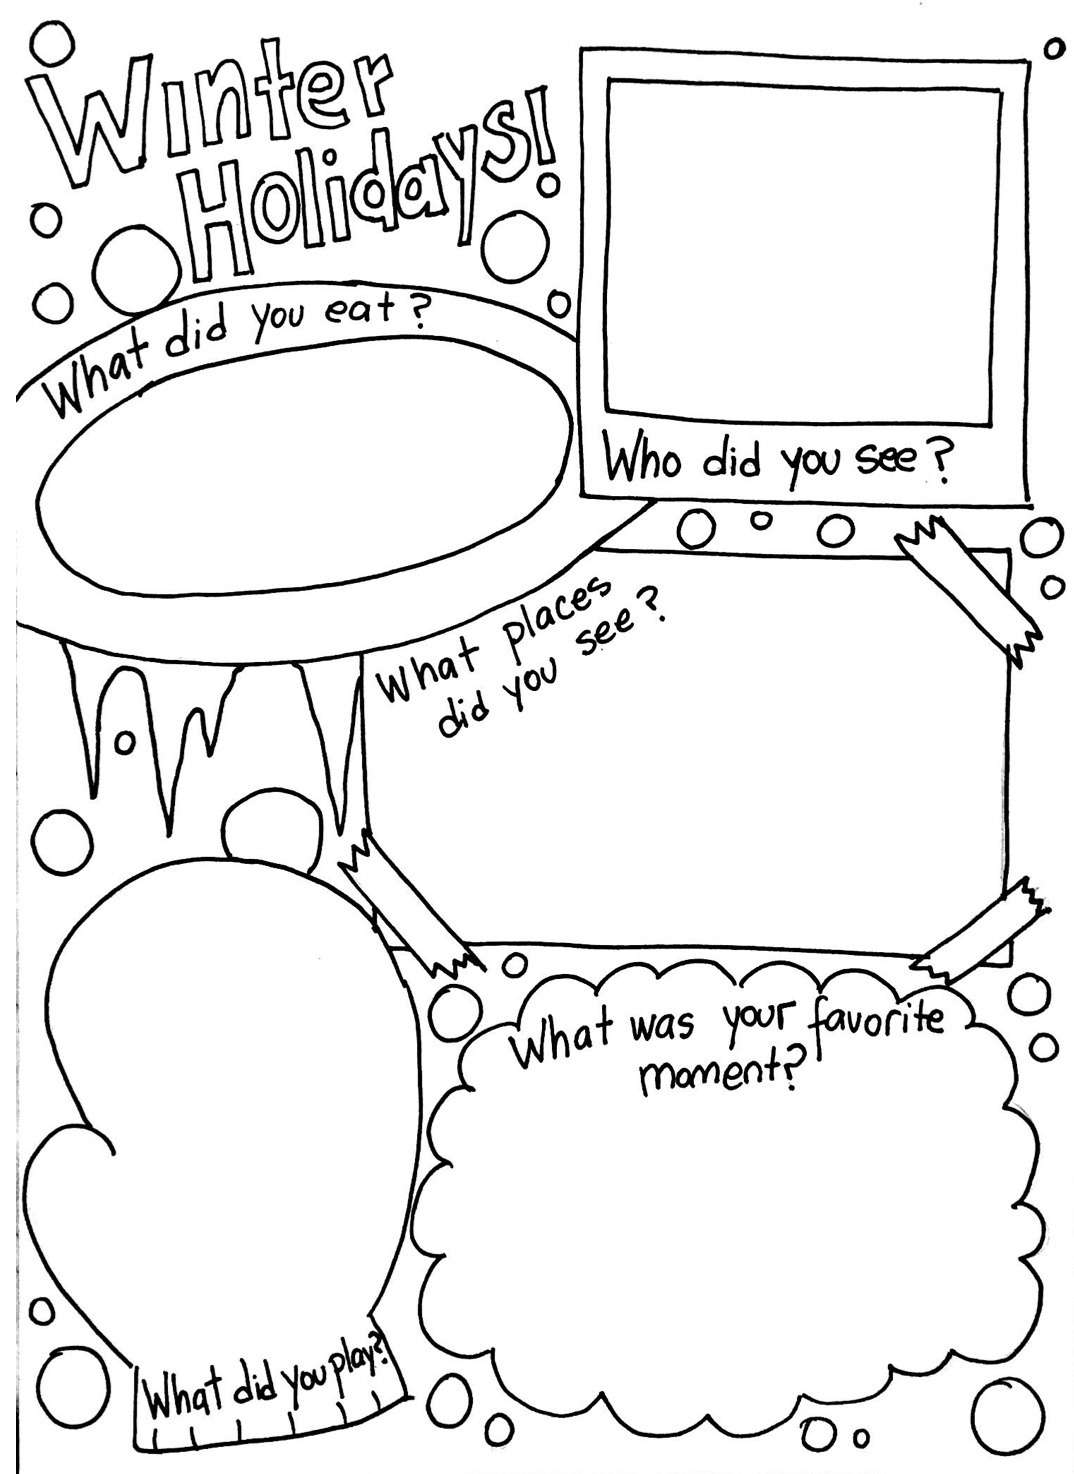 Winter
Holidays!
What did you eat?
Who did you see?
What places
did you see?
What was your favorite
moment?
What did you play?